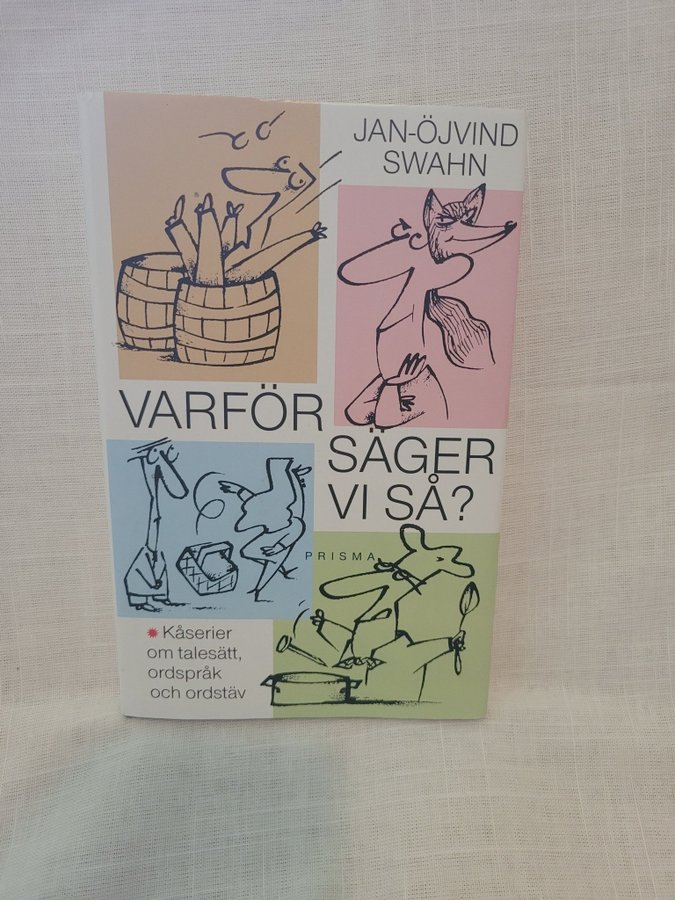 JAN-ÖJVIND
SWAHN
VARFÖR
SÄGER
VI SÅ?
PRISMA
Kåserier
om talesätt,
ordspråk
och ordstäv